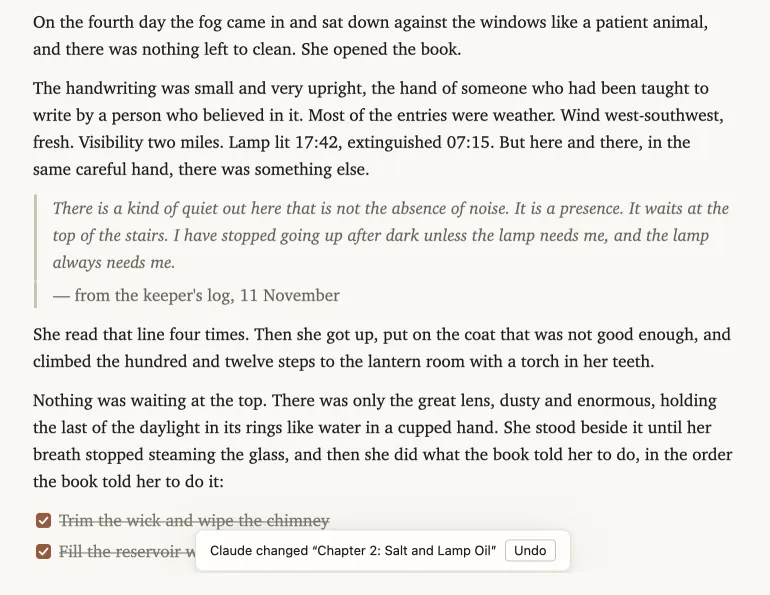 On the fourth day the fog came in and sat down against the windows like a patient animal,
and there was nothing left to clean. She opened the book.
The handwriting was small and very upright, the hand of someone who had been taught to
write by a person who believed in it. Most of the entries were weather. Wind west-southwest,
fresh. Visibility two miles. Lamp lit 17:42, extinguished 07:15. But here and there, in the
same careful hand, there was something else.
There is a kind of quiet out here that is not the absence of noise. It is a presence. It waits at the
top of the stairs. I have stopped going up after dark unless the lamp needs me, and the lamp
always needs me.
— from the keeper's log, 11 November
She read that line four times. Then she got up, put on the coat that was not good enough, and
climbed the hundred and twelve steps to the lantern room with a torch in her teeth.
Nothing was waiting at the top. There was only the great lens, dusty and enormous, holding
the last of the daylight in its rings like water in a cupped hand. She stood beside it until her
breath stopped steaming the glass, and then she did what the book told her to do, in the order
the book told her to do it:
Trim the wick and wipe the chimney
Fill the reservoir
Claude changed “Chapter 2: Salt and Lamp Oil” Undo